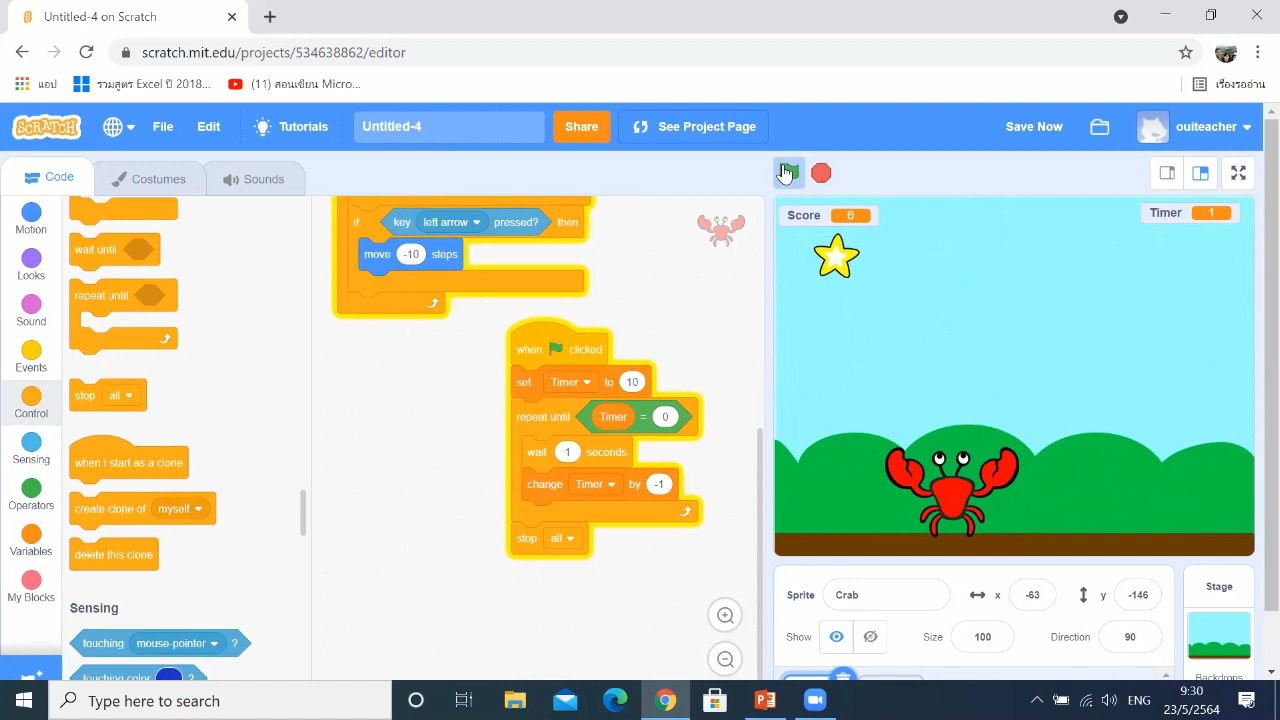 Untitled-4 on Scratch
scratch.mit.edu/projects/534638862/editor
แอป
รวมสูตร Excel ปี 2018...
(11) สอนเขียน Micro...
เรื่องรออ่าน
SCRATCH
File
Edit
Tutorials
Untitled-4
Share
See Project Page
Save Now
ouiteacher
Code
Costumes
Sounds
Motion
Looks
Sound
Events
Control
Sensing
Operators
Variables
My Blocks
wait until
repeat until
stop all
when I start as a clone
create clone of myself
delete this clone
Sensing
touching mouse-pointer ?
touching color ?
if key left arrow pressed? then
move -10 steps
when clicked
set Timer to 10
repeat until Timer = 0
wait 1 seconds
change Timer by -1
stop all
Score 6
Timer 1
Sprite Crab x -63 y -146
Show Size 100 Direction 90
Stage
Backdrops
Type here to search
ENG
9:30
23/5/2564